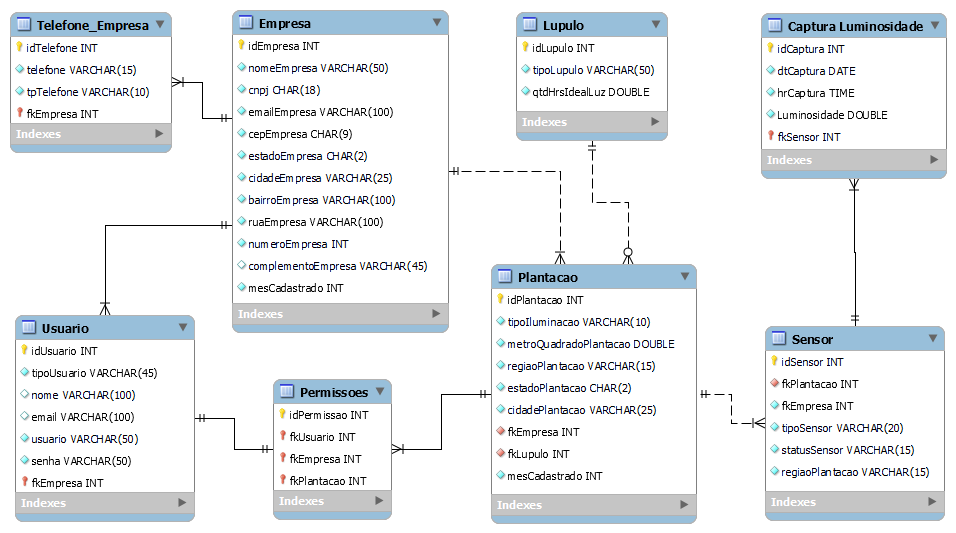 Telefone_Empresa
idTelefone INT
telefone VARCHAR(15)
tpTelefone VARCHAR(10)
fkEmpresa INT
Indexes
Empresa
idEmpresa INT
nomeEmpresa VARCHAR(50)
cnpj CHAR(18)
emailEmpresa VARCHAR(100)
cepEmpresa CHAR(9)
estadoEmpresa CHAR(2)
cidadeEmpresa VARCHAR(25)
bairroEmpresa VARCHAR(100)
ruaEmpresa VARCHAR(100)
numeroEmpresa INT
complementoEmpresa VARCHAR(45)
mesCadastrado INT
Indexes
Lupulo
idLupulo INT
tipoLupulo VARCHAR(50)
qtdHrsIdealLuz DOUBLE
Indexes
Captura Luminosidade
idCaptura INT
dtCaptura DATE
hrCaptura TIME
Luminosidade DOUBLE
fkSensor INT
Indexes
Usuario
idUsuario INT
tipoUsuario VARCHAR(45)
nome VARCHAR(100)
email VARCHAR(100)
usuario VARCHAR(50)
senha VARCHAR(50)
fkEmpresa INT
Indexes
Permissoes
idPermissao INT
fkUsuario INT
fkEmpresa INT
fkPlantacao INT
Indexes
Plantacao
idPlantacao INT
tipoIluminacao VARCHAR(10)
metroQuadradoPlantacao DOUBLE
regiaoPlantacao VARCHAR(15)
estadoPlantacao CHAR(2)
cidadePlantacao VARCHAR(25)
fkEmpresa INT
fkLupulo INT
mesCadastrado INT
Indexes
Sensor
idSensor INT
fkPlantacao INT
fkEmpresa INT
tipoSensor VARCHAR(20)
statusSensor VARCHAR(15)
regiaoPlantacao VARCHAR(15)
Indexes